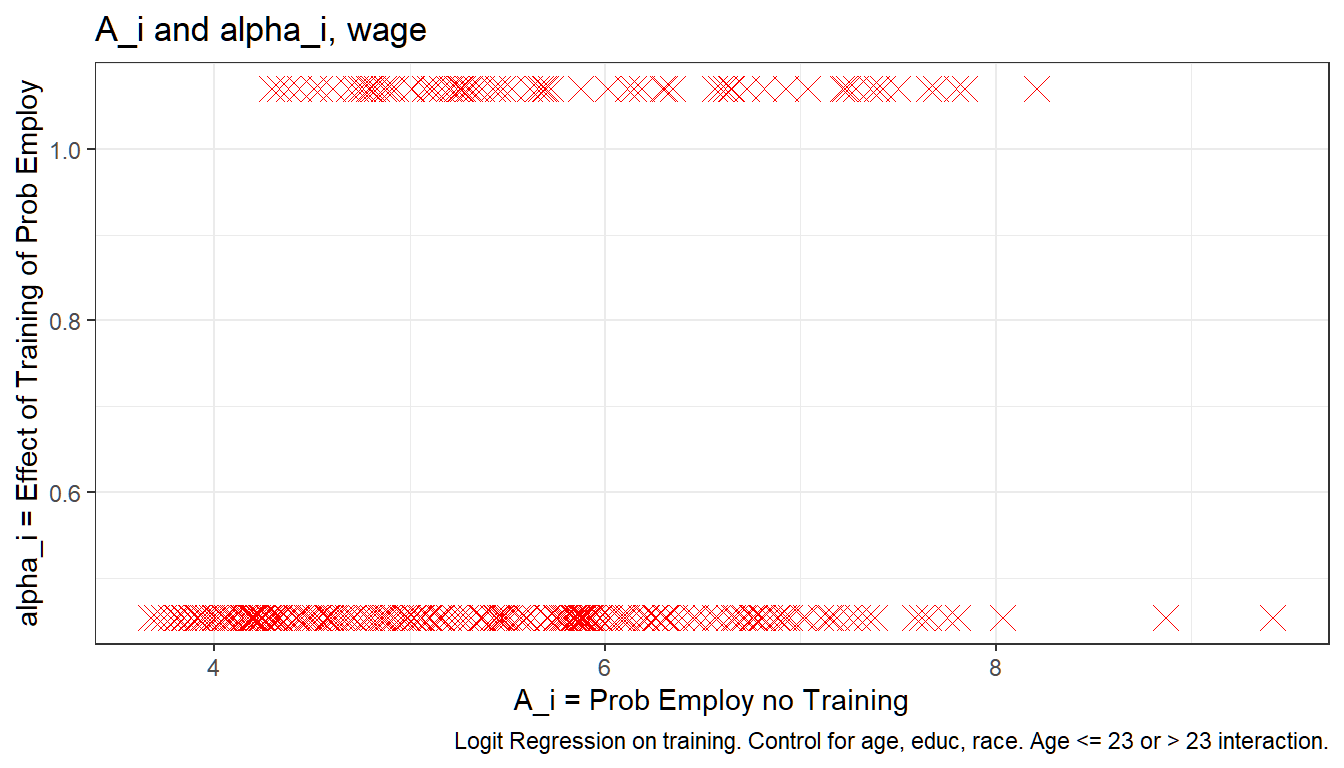 A_i and alpha_i, wage
alpha_i = Effect of Training of Prob Employ
1.0
0.8
0.6
4
6
8
A_i = Prob Employ no Training
Logit Regression on training. Control for age, educ, race. Age <= 23 or > 23 interaction.